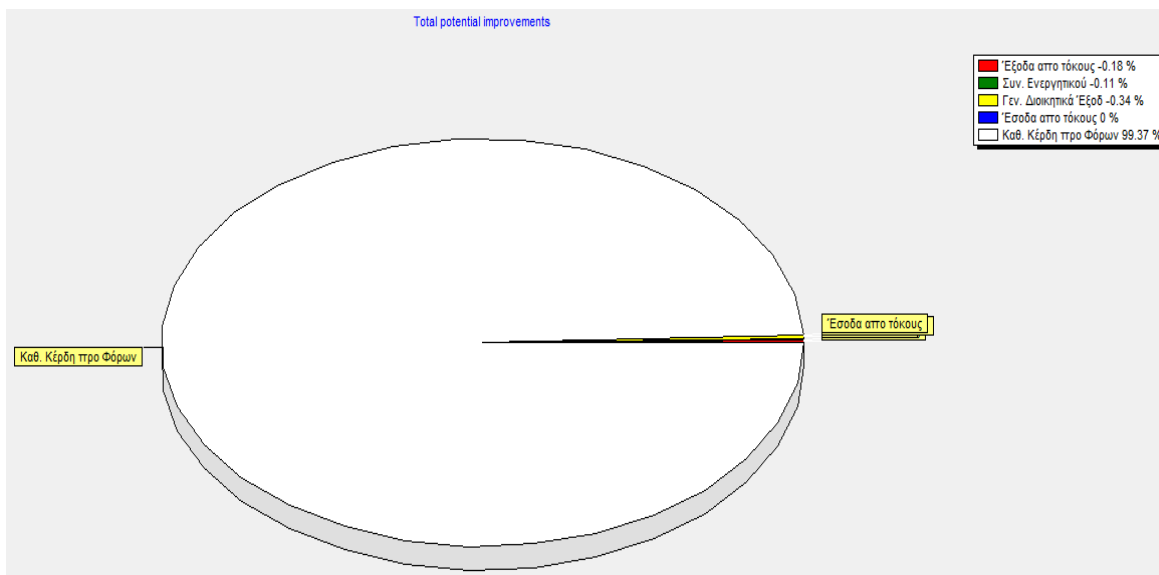 Total potential improvements
Έξοδα απο τόκους -0.18 %
Συν. Ενεργητικού -0.11 %
Γεν. Διοικητικά Έξοδ -0.34 %
Έσοδα απο τόκους 0 %
Καθ. Κέρδη προ Φόρων 99.37 %
Έσοδα απο τόκους
Καθ. Κέρδη προ Φόρων